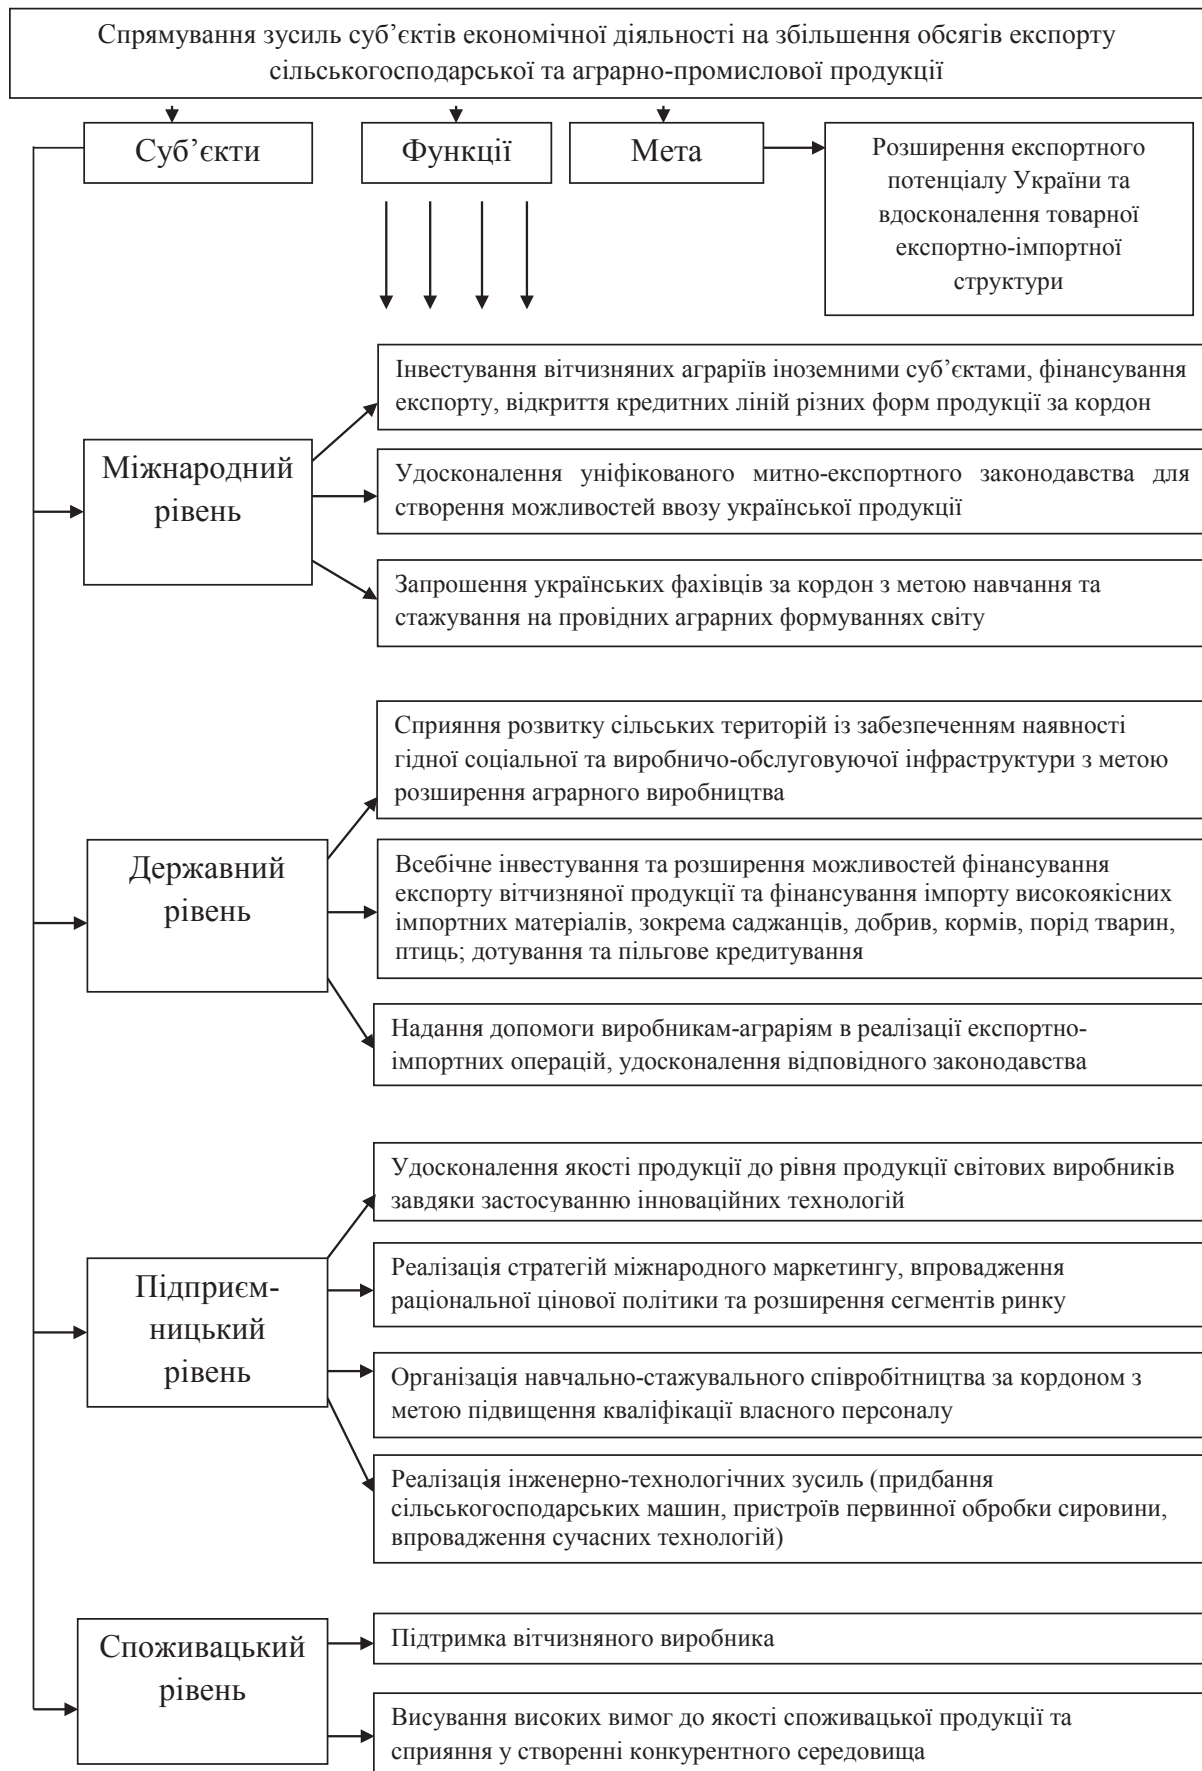 Спрямування зусиль суб’єктів економічної діяльності на збільшення обсягів експорту
сільськогосподарської та аграрно-промислової продукції
Суб’єкти
Функції
Мета
Розширення експортного
потенціалу України та
вдосконалення товарної
експортно-імпортної
структури
Міжнародний
рівень
Інвестування вітчизняних аграріїв іноземними суб’єктами, фінансування
експорту, відкриття кредитних ліній різних форм продукції за кордон
Удосконалення уніфікованого митно-експортного законодавства для
створення можливостей ввозу української продукції
Запрошення українських фахівців за кордон з метою навчання та
стажування на провідних аграрних формуваннях світу
Державний
рівень
Сприяння розвитку сільських територій із забезпеченням наявності
гідної соціальної та виробничо-обслуговуючої інфраструктури з метою
розширення аграрного виробництва
Всебічне інвестування та розширення можливостей фінансування
експорту вітчизняної продукції та фінансування імпорту високоякісних
імпортних матеріалів, зокрема саджанців, добрив, кормів, порід тварин,
птиць; дотування та пільгове кредитування
Надання допомоги виробникам-аграріям в реалізації експортно-
імпортних операцій, удосконалення відповідного законодавства
Підприєм-
ницький
рівень
Удосконалення якості продукції до рівня продукції світових виробників
завдяки застосуванню інноваційних технологій
Реалізація стратегій міжнародного маркетингу, впровадження
раціональної цінової політики та розширення сегментів ринку
Організація навчально-стажувального співробітництва за кордоном з
метою підвищення кваліфікації власного персоналу
Реалізація інженерно-технологічних зусиль (придбання
сільськогосподарських машин, пристроїв первинної обробки сировини,
впровадження сучасних технологій)
Споживацький
рівень
Підтримка вітчизняного виробника
Висування високих вимог до якості споживацької продукції та
сприяння у створенні конкурентного середовища